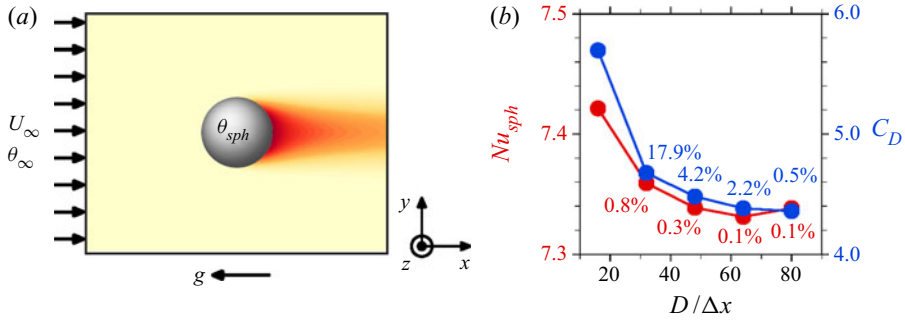 (a)
U∞
θ∞
θsph
g
y
z
x
(b)
Nusph
7.5
7.4
7.3
6.0
5.0
4.0
CD
17.9%
4.2%
2.2%
0.5%
0.8%
0.3%
0.1%
0.1%
0 20 40 60 80
D/Δx